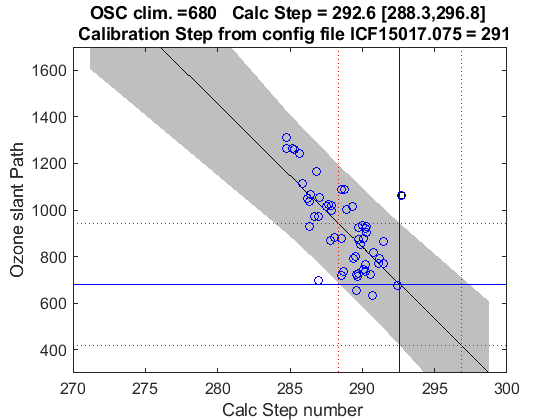 OSC clim. =680   Calc Step = 292.6 [288.3,296.8]
Calibration Step from config file ICF15017.075 = 291
Ozone slant Path
1600
1400
1200
1000
800
600
400
270 275 280 285 290 295 300
Calc Step number